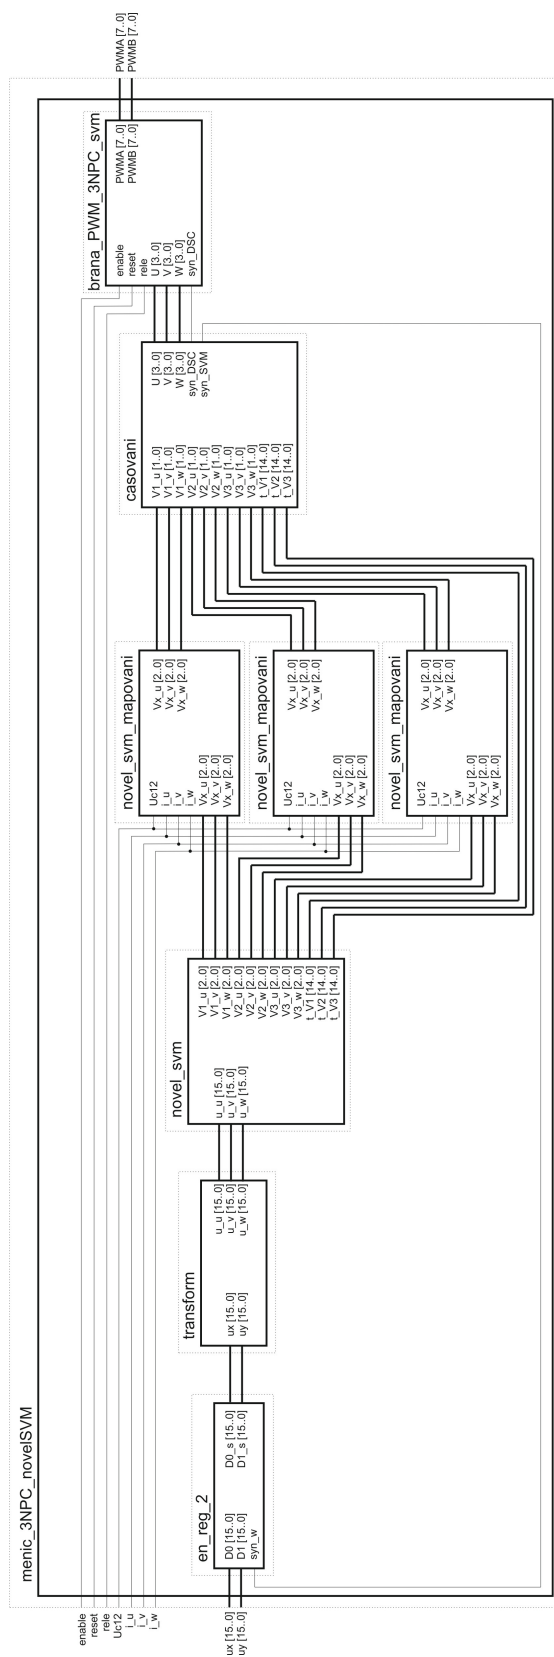 menic_3NPC_novelSVM
enable
reset
rele
Uc12
i_u
i_v
i_w
ux [15..0]
uy [15..0]
en_reg_2
D0 [15..0]
D1 [15..0]
syn_w
D0_s [15..0]
D1_s [15..0]
transform
ux [15..0]
uy [15..0]
u_u [15..0]
u_v [15..0]
u_w [15..0]
novel_svm
u_u [15..0]
u_v [15..0]
u_w [15..0]
V1_u [2..0]
V1_v [2..0]
V1_w [2..0]
V2_u [2..0]
V2_v [2..0]
V2_w [2..0]
V3_u [2..0]
V3_v [2..0]
V3_w [2..0]
t_V1 [14..0]
t_V2 [14..0]
t_V3 [14..0]
novel_svm_mapovani
Uc12
i_u
i_v
i_w
Vx_u [2..0]
Vx_v [2..0]
Vx_w [2..0]
Vx_u [2..0]
Vx_v [2..0]
Vx_w [2..0]
novel_svm_mapovani
Uc12
i_u
i_v
i_w
Vx_u [2..0]
Vx_v [2..0]
Vx_w [2..0]
Vx_u [2..0]
Vx_v [2..0]
Vx_w [2..0]
novel_svm_mapovani
Uc12
i_u
i_v
i_w
Vx_u [2..0]
Vx_v [2..0]
Vx_w [2..0]
Vx_u [2..0]
Vx_v [2..0]
Vx_w [2..0]
casovani
V1_u [1..0]
V1_v [1..0]
V1_w [1..0]
V2_u [1..0]
V2_v [1..0]
V2_w [1..0]
V3_u [1..0]
V3_v [1..0]
V3_w [1..0]
t_V1 [14..0]
t_V2 [14..0]
t_V3 [14..0]
U [3..0]
V [3..0]
W [3..0]
syn_DSC
syn_SVM
brana_PWM_3NPC_svm
enable
reset
rele
U [3..0]
V [3..0]
W [3..0]
syn_DSC
PWMA [7..0]
PWMB [7..0]
PWMA [7..0]
PWMB [7..0]